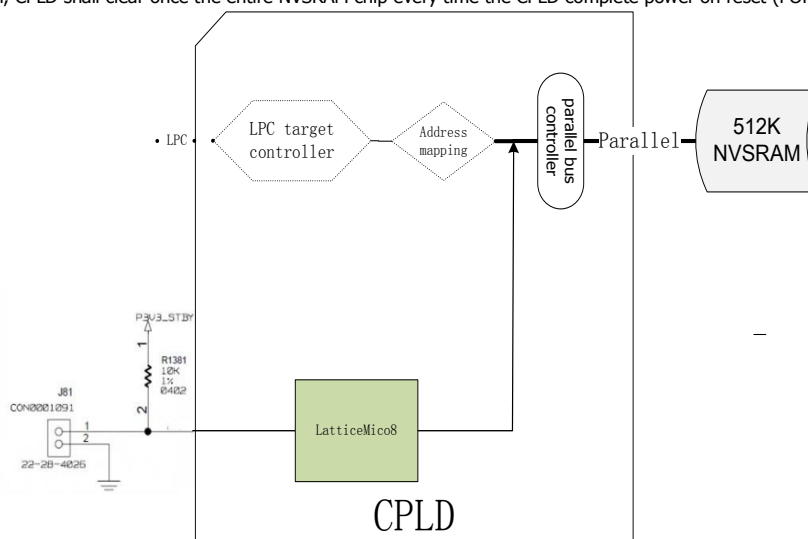 CPLD shall clear once the entire NVSRAM chip every time the CPLD complete power on reset
LPC
LPC target
controller
Address
mapping
parallel bus
controller
Parallel
512K
NVSRAM
P3V3_STBY
1
R1381
10K
1%
0402
2
J81
CON0001091
1
2
22-28-4026
LatticeMico8
CPLD